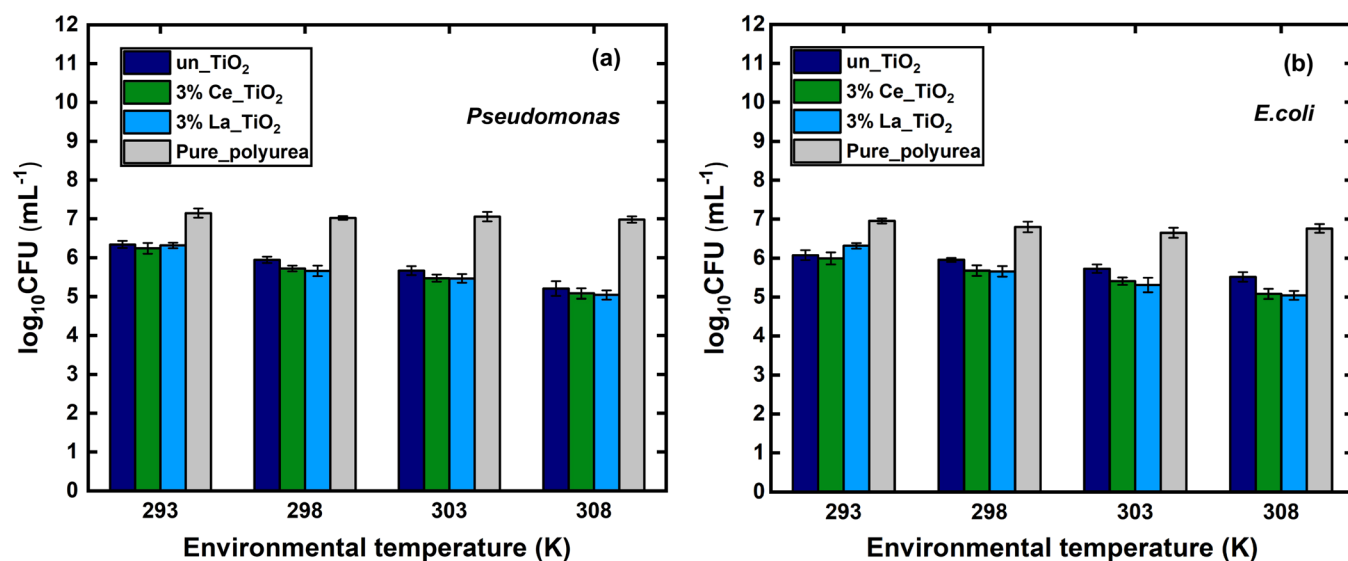 (a)
un_TiO₂
3% Ce_TiO₂
3% La_TiO₂
Pure_polyurea
Pseudomonas
log₁₀CFU (mL⁻¹)
12
11
10
9
8
7
6
5
4
3
2
1
0
293 298 303 308
Environmental temperature (K)
(b)
un_TiO₂
3% Ce_TiO₂
3% La_TiO₂
Pure_polyurea
E.coli
log₁₀CFU (mL⁻¹)
12
11
10
9
8
7
6
5
4
3
2
1
0
293 298 303 308
Environmental temperature (K)